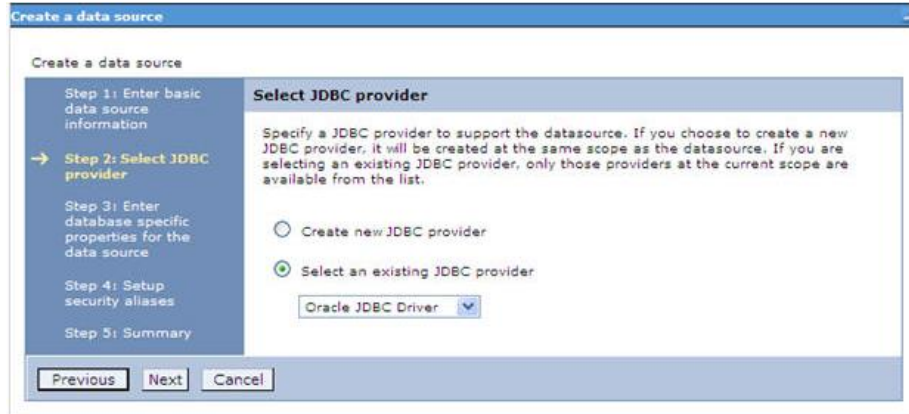 Create a data source
Create a data source
Step 1: Enter basic
data source
information
Step 2: Select JDBC
provider
Step 3: Enter
database specific
properties for the
data source
Step 4: Setup
security aliases
Step 5: Summary
Select JDBC provider
Specify a JDBC provider to support the datasource. If you choose to create a new
JDBC provider, it will be created at the same scope as the datasource. If you are
selecting an existing JDBC provider, only those providers at the current scope are
available from the list.
Create new JDBC provider
Select an existing JDBC provider
Oracle JDBC Driver
Previous Next Cancel